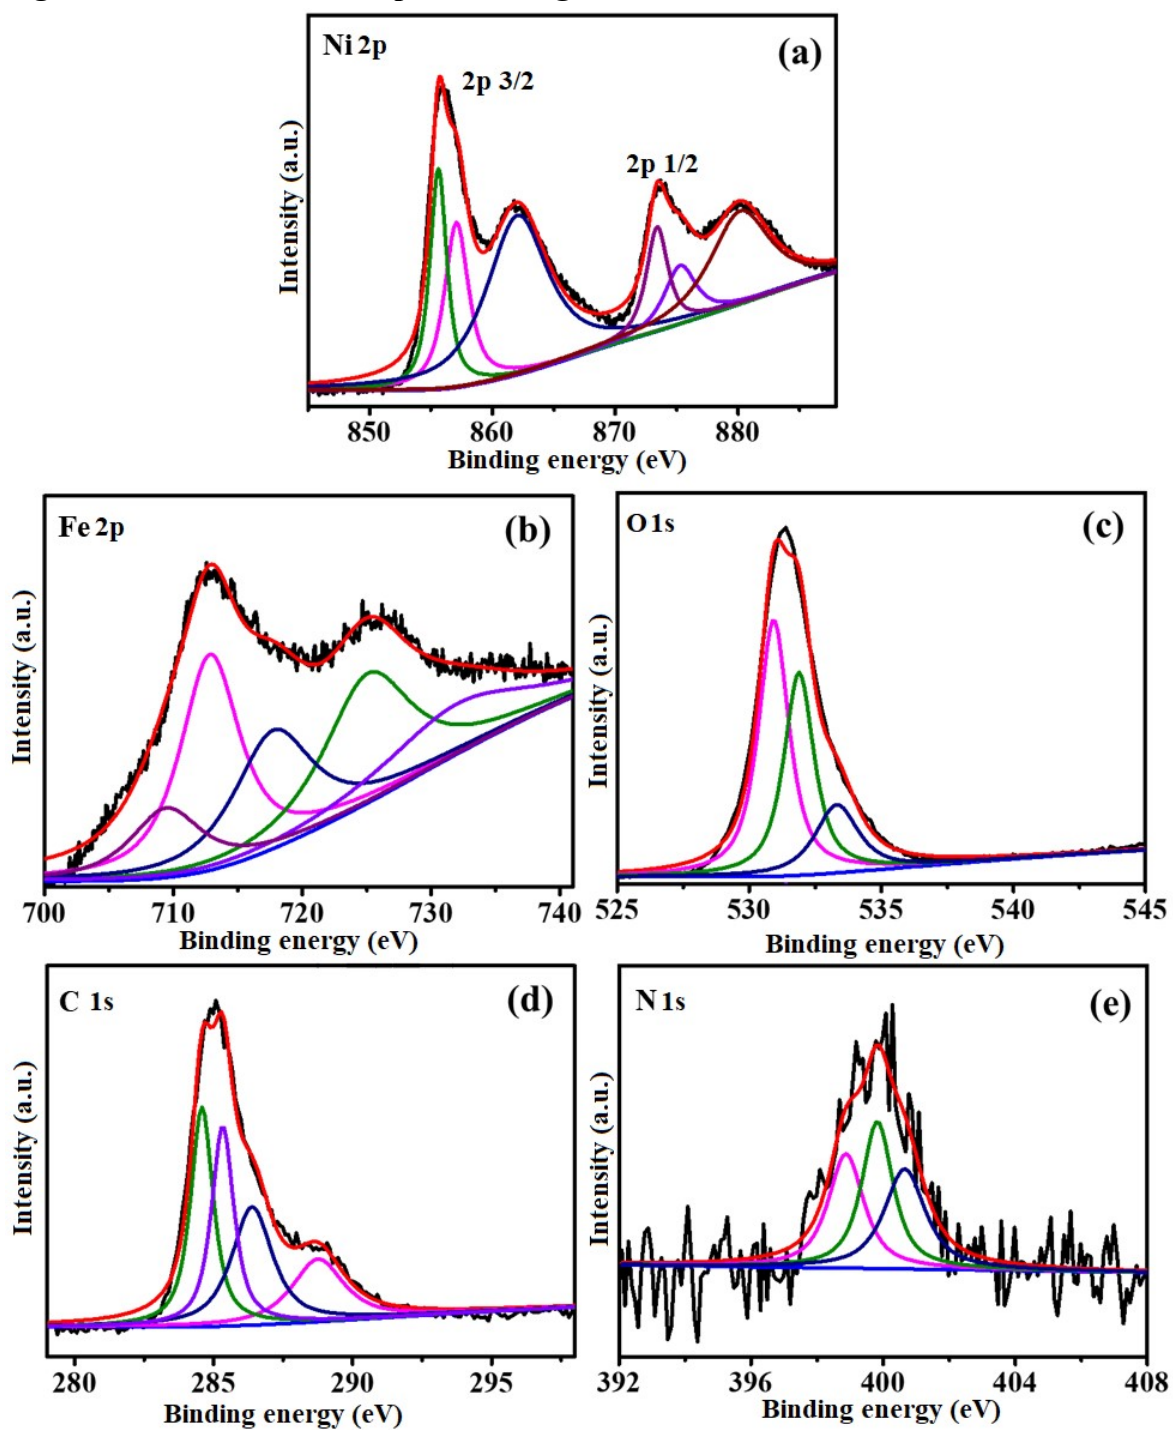 Ni 2p
(a)
2p 3/2
2p 1/2
Intensity (a.u.)
850 860 870 880
Binding energy (eV)
Fe 2p
(b)
Intensity (a.u.)
700 710 720 730 740
Binding energy (eV)
O 1s
(c)
Intensity (a.u.)
525 530 535 540 545
Binding energy (eV)
C 1s
(d)
Intensity (a.u.)
280 285 290 295
Binding energy (eV)
N 1s
(e)
Intensity (a.u.)
392 396 400 404 408
Binding energy (eV)